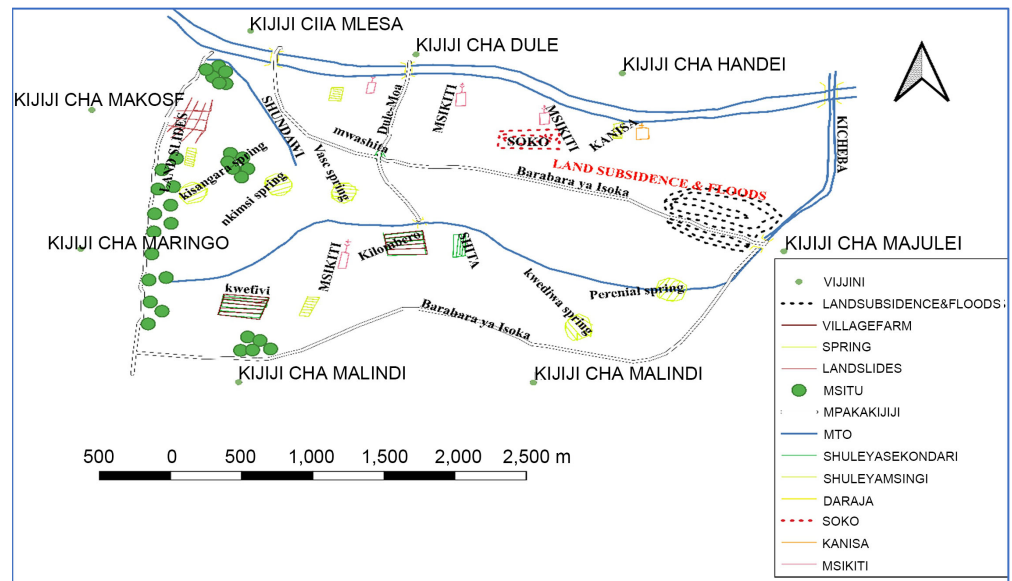 KIJIJI CIIA MLESA
KIJIJI CHA DULE
KIJIJI CHA HANDEI
KIJIJI CHA MAKOSF
LAND SLIDES
SHUNDAWI
mwashita
Dule-Moa
MSIKITI
MSIKITI
SOKO
KANISA
KICHEBA
LAND SUBSIDENCE & FLOODS
Barabara ya Isoka
kisangara spring
nkimsi spring
Vasc spring
KIJIJI CHA MARINGO
KIJIJI CHA MAJULEI
MSIKITI
Kilombero
SHITA
kwefivi
kwediwa spring
Percnial spring
Barabara ya Isoka
KIJIJI CHA MALINDI
KIJIJI CHA MALINDI
500 0 500 1,000 1,500 2,000 2,500 m
VIJJINI
LANDSUBSIDENCE&FLOODS
VILLAGEFARM
SPRING
LANDSLIDES
MSITU
MPAKAKIJIJI
MTO
SHULEYASEKONDARI
SHULEYAMSINGI
DARAJA
SOKO
KANISA
MSIKITI